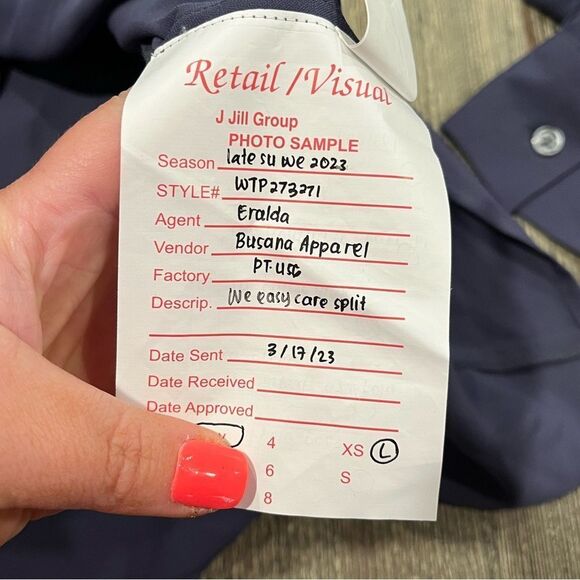 Retail/Visual
J Jill Group
PHOTO SAMPLE
Season late su we 2023
STYLE# WTP273271
Agent Eralda
Vendor Busana Apparel
Factory PT. USG
Descrip. We easy care split
Date Sent 3/17/23
Date Received
Date Approved
4 XS L
6 S
8